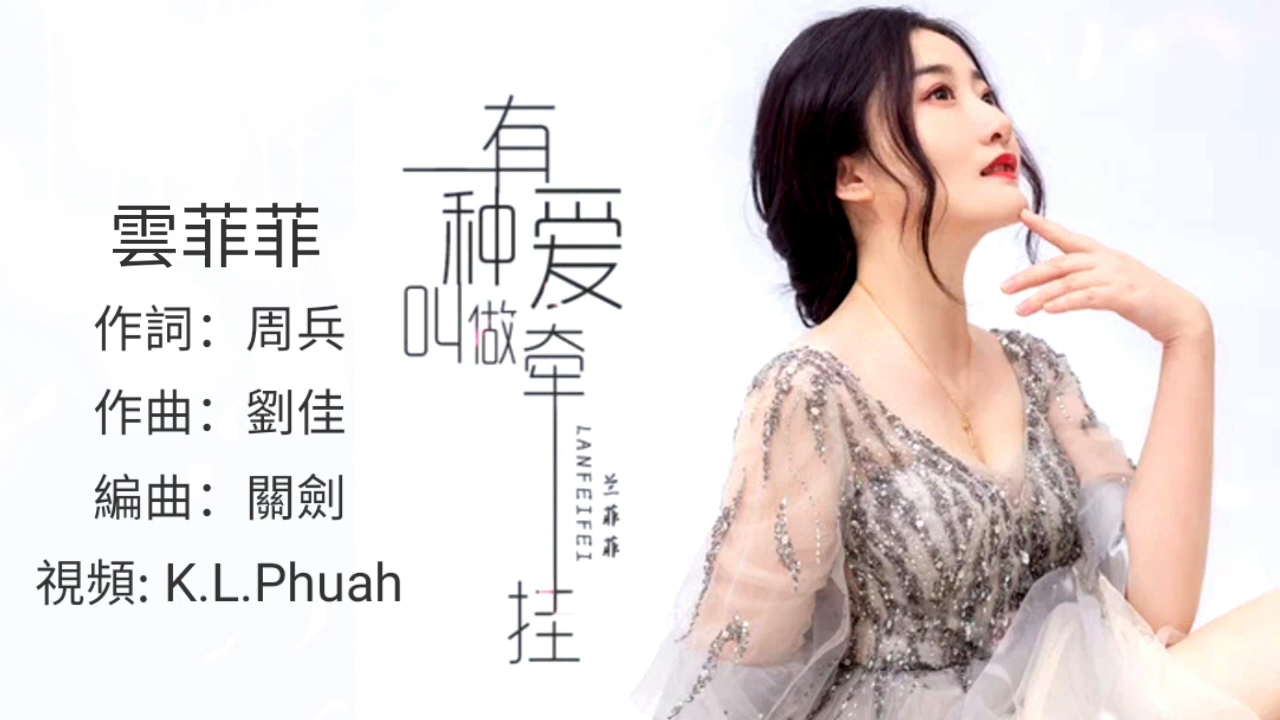 雲菲菲
作詞：周兵
作曲：劉佳
編曲：關劍
視頻: K.L.Phuah
有
种爱
叫做牵
挂
LANFEIFEI
兰菲菲